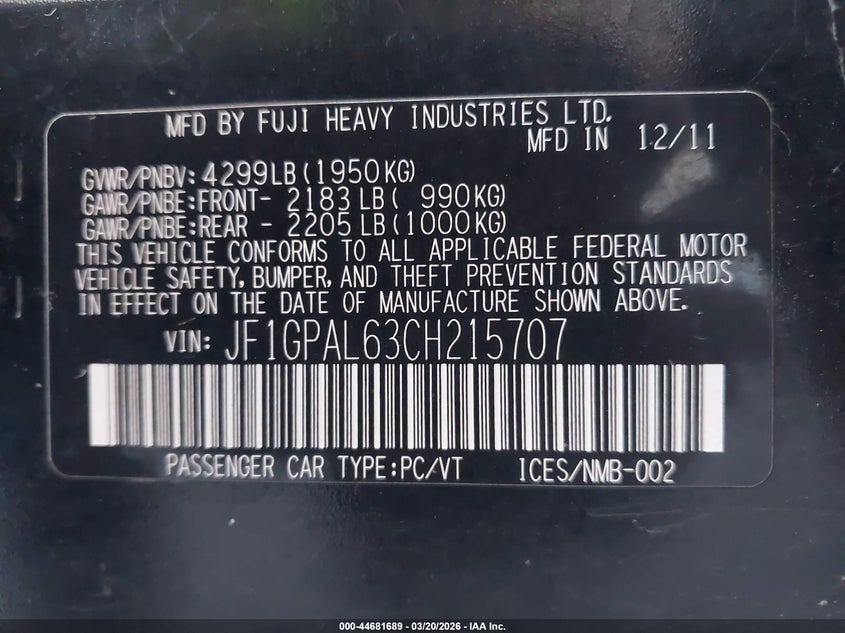 MFD BY FUJI HEAVY INDUSTRIES LTD.
MFD IN 12/11
GVWR/PNBV: 4299LB (1950KG)
GAWR/PNBE: FRONT- 2183 LB ( 990KG)
GAWR/PNBE: REAR - 2205 LB (1000KG)
THIS VEHICLE CONFORMS TO ALL APPLICABLE FEDERAL MOTOR
VEHICLE SAFETY, BUMPER, AND THEFT PREVENTION STANDARDS
IN EFFECT ON THE DATE OF MANUFACTURE SHOWN ABOVE.
VIN: JF1GPAL63CH215707
PASSENGER CAR TYPE: PC/VT ICES/NMB-002
000-44681689 - 03/20/2026 - IAA Inc.